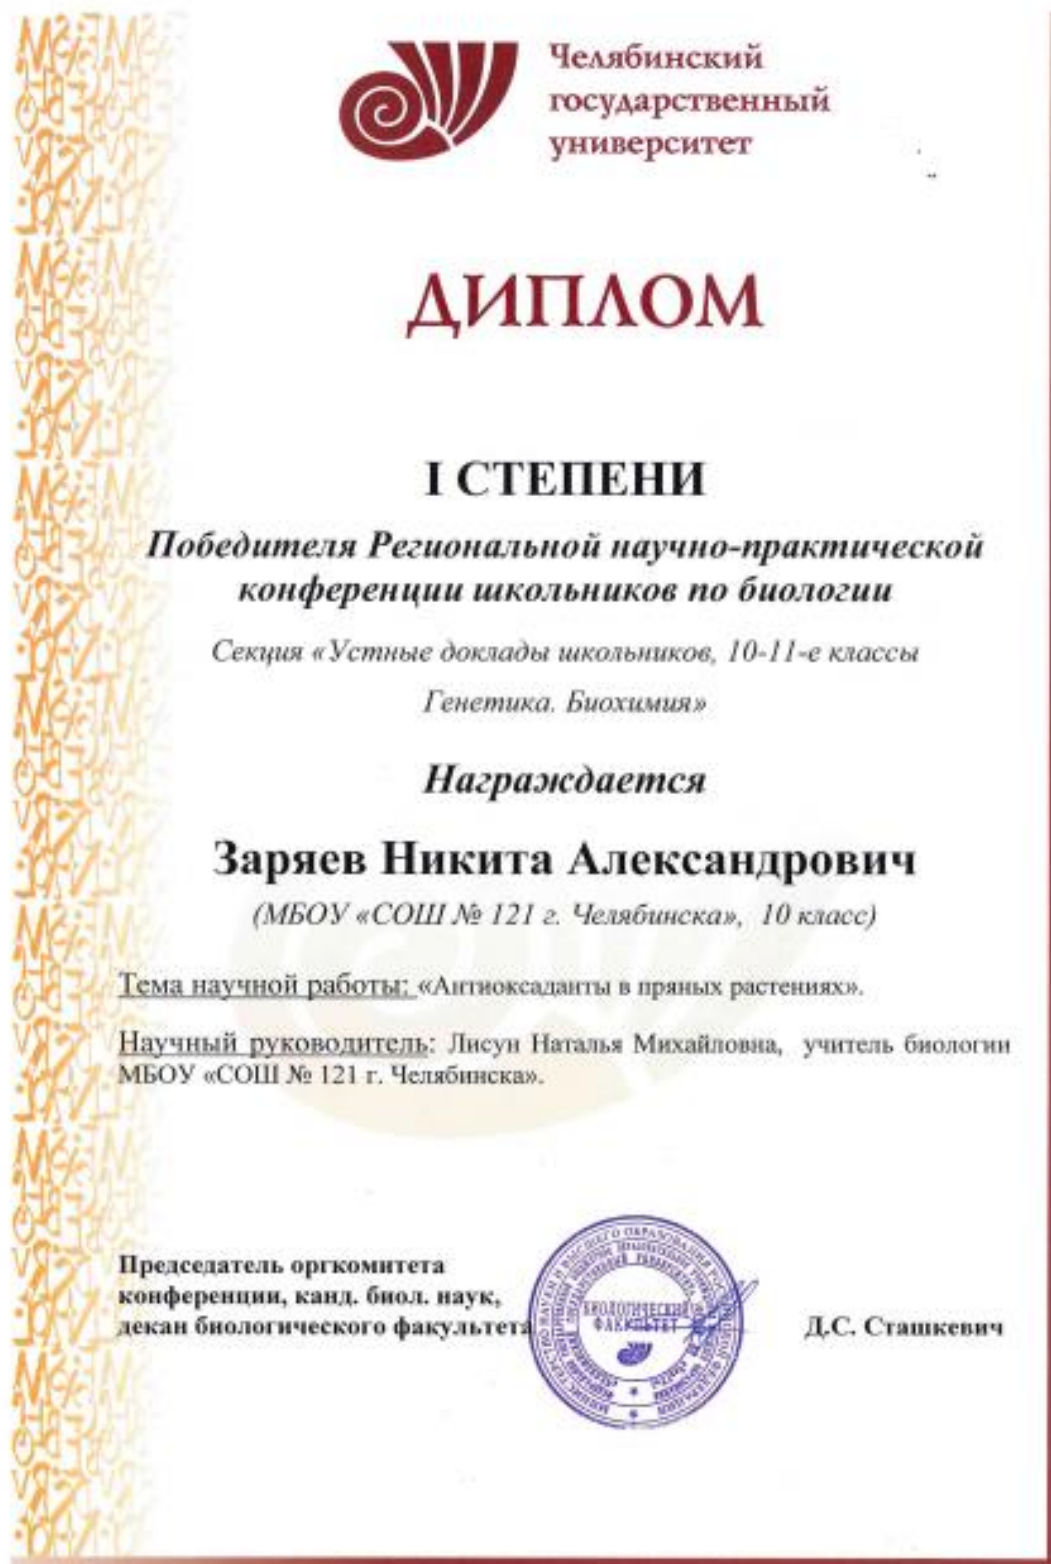 Челябинский
государственный
университет
ДИПЛОМ
I СТЕПЕНИ
Победителя Региональной научно-практической
конференции школьников по биологии
Секция «Устные доклады школьников, 10-11-е классы
Генетика. Биохимия»
Награждается
Заряев Никита Александрович
(МБОУ «СОШ № 121 г. Челябинска», 10 класс)
Тема научной работы: «Антиоксаданты в пряных растениях».
Научный руководитель: Лисун Наталья Михайловна, учитель биологии
МБОУ «СОШ № 121 г. Челябинска».
Председатель оргкомитета
конференции, канд. биол. наук,
декан биологического факультета
Д.С. Сташкевич
БИОЛОГИЧЕСКИЙ
ФАКУЛЬТЕТ